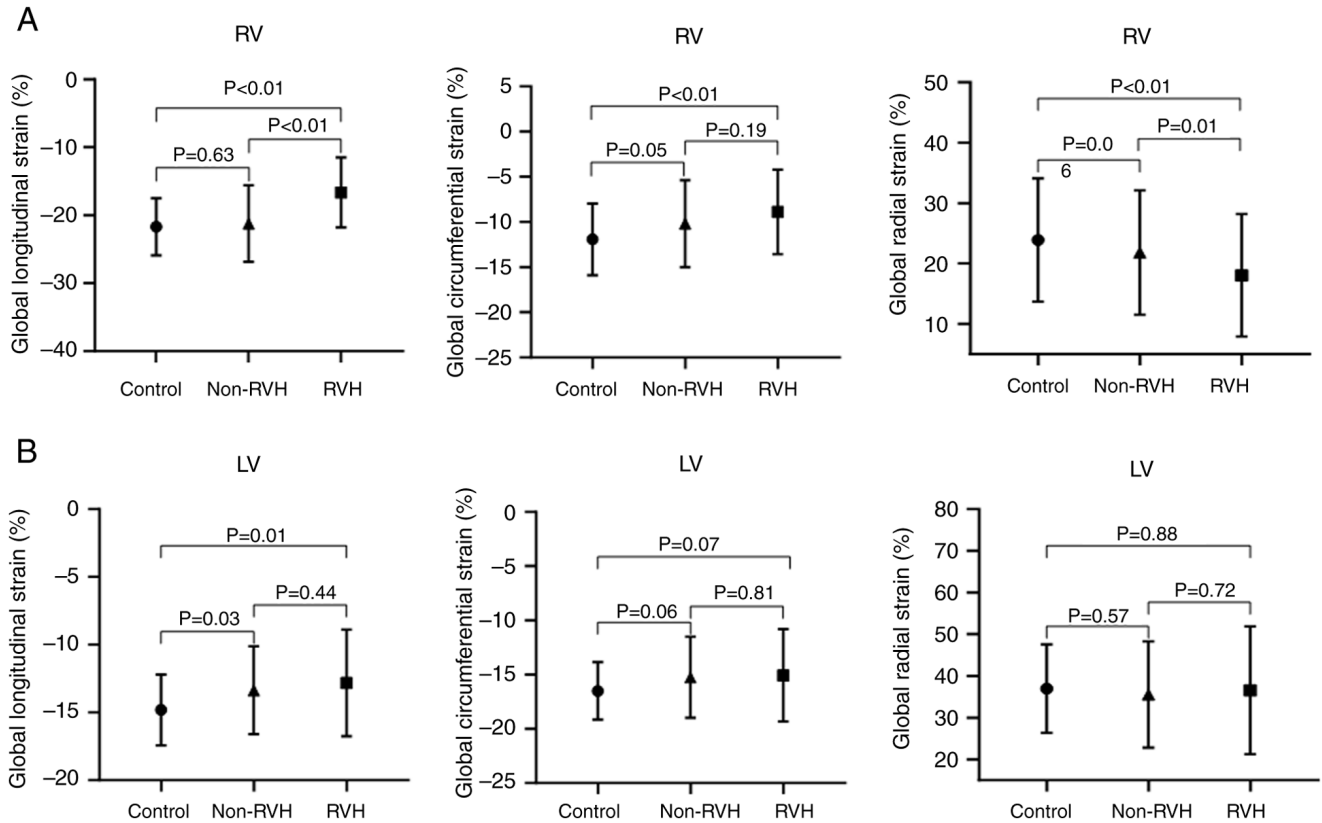 A
RV
Global longitudinal strain (%)
0
–10
–20
–30
–40
P<0.01
P<0.01
P=0.63
Control Non-RVH RVH
RV
Global circumferential strain (%)
5
0
–5
–10
–15
–20
–25
P<0.01
P=0.19
P=0.05
Control Non-RVH RVH
RV
Global radial strain (%)
50
40
30
20
10
P<0.01
P=0.01
P=0.0
6
Control Non-RVH RVH
B
LV
Global longitudinal strain (%)
0
–5
–10
–15
–20
P=0.01
P=0.44
P=0.03
Control Non-RVH RVH
LV
Global circumferential strain (%)
0
–5
–10
–15
–20
–25
P=0.07
P=0.81
P=0.06
Control Non-RVH RVH
LV
Global radial strain (%)
80
70
60
50
40
30
20
P=0.88
P=0.72
P=0.57
Control Non-RVH RVH